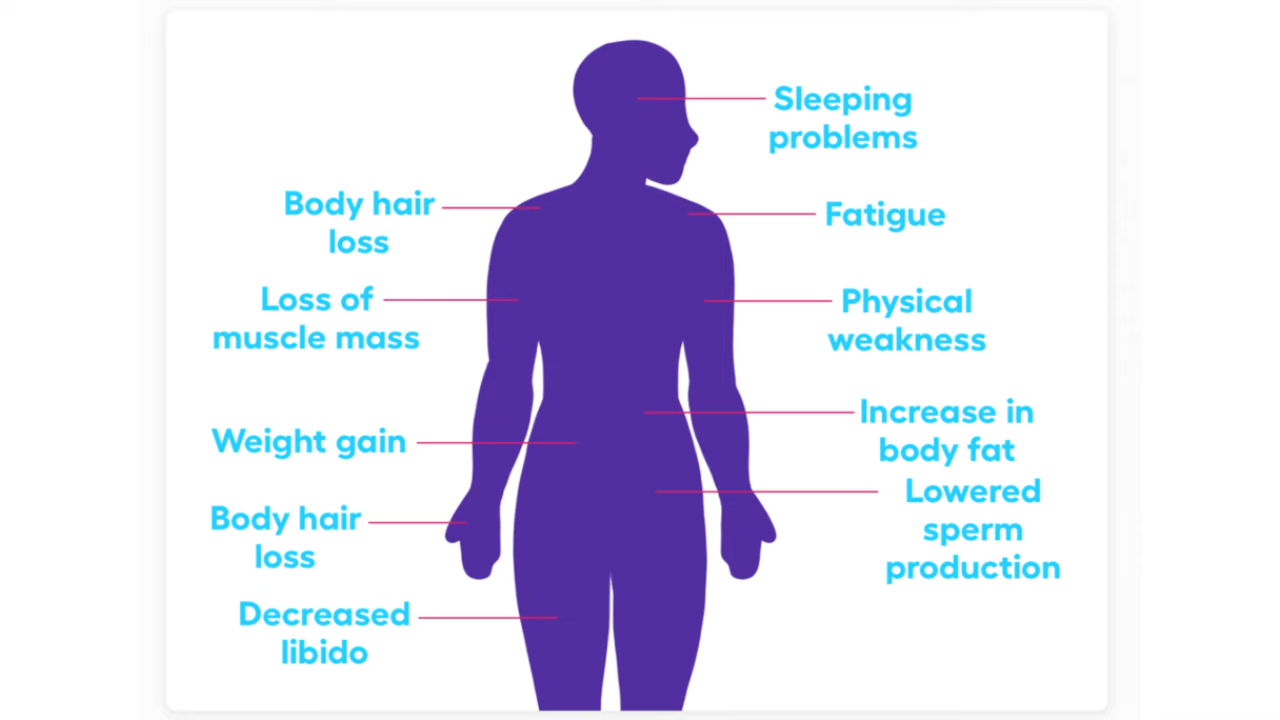 Sleeping
problems
Body hair
loss
Fatigue
Loss of
muscle mass
Physical
weakness
Weight gain
Increase in
body fat
Body hair
loss
Lowered
sperm
production
Decreased
libido